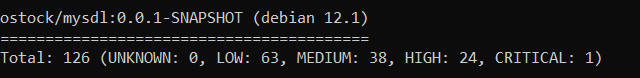 ostock/mysdl:0.0.1-SNAPSHOT (debian 12.1)
=========================================
Total: 126 (UNKNOWN: 0, LOW: 63, MEDIUM: 38, HIGH: 24, CRITICAL: 1)